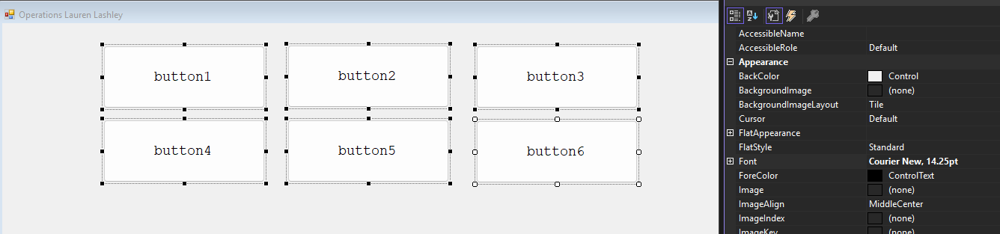 Operations Lauren Lashley
button1 button2 button3
button4 button5 button6
AccessibleName
AccessibleRole Default
Appearance
BackColor Control
BackgroundImage (none)
BackgroundImageLayout Tile
Cursor Default
FlatAppearance
FlatStyle Standard
Font Courier New, 14.25pt
ForeColor ControlText
Image (none)
ImageAlign MiddleCenter
ImageIndex (none)
ImageKey (none)